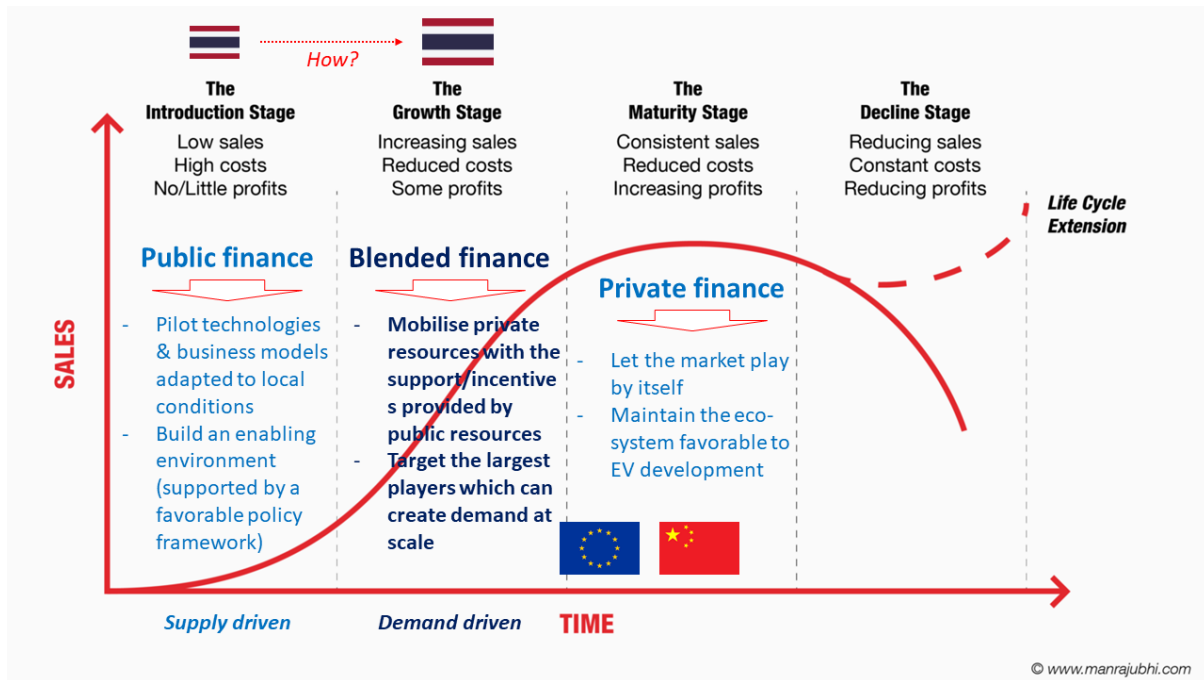 How?
The
Introduction Stage
Low sales
High costs
No/Little profits
The
Growth Stage
Increasing sales
Reduced costs
Some profits
The
Maturity Stage
Consistent sales
Reduced costs
Increasing profits
The
Decline Stage
Reducing sales
Constant costs
Reducing profits
Life Cycle
Extension
SALES
Public finance
- Pilot technologies
& business models
adapted to local
conditions
- Build an enabling
environment
(supported by a
favorable policy
framework)
Blended finance
- Mobilise private
resources with the
support/incentive
s provided by
public resources
- Target the largest
players which can
create demand at
scale
Private finance
- Let the market play
by itself
- Maintain the eco-
system favorable to
EV development
Supply driven
Demand driven
TIME
© www.manrajubhi.com